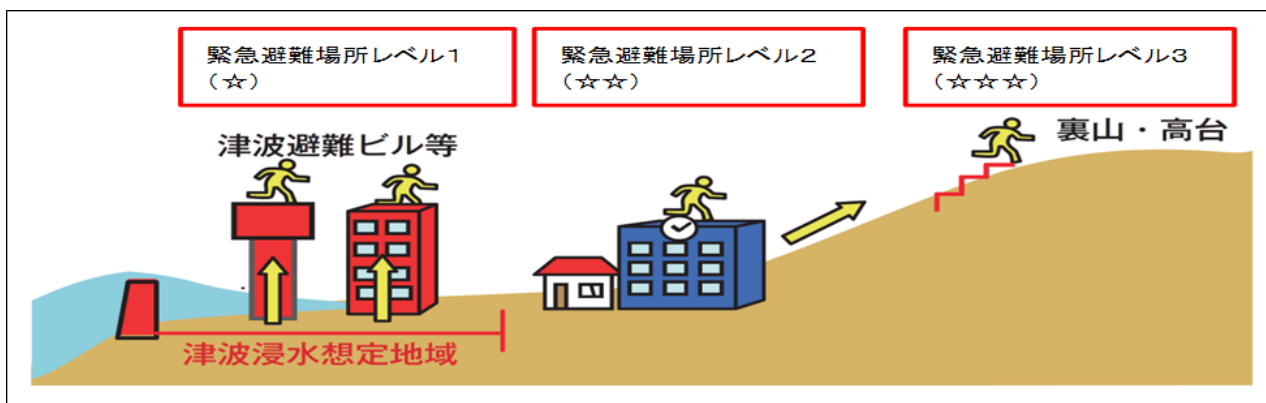 緊急避難場所レベル1
(☆)
緊急避難場所レベル2
(☆☆)
緊急避難場所レベル3
(☆☆☆)
津波避難ビル等
裏山・高台
津波浸水想定地域